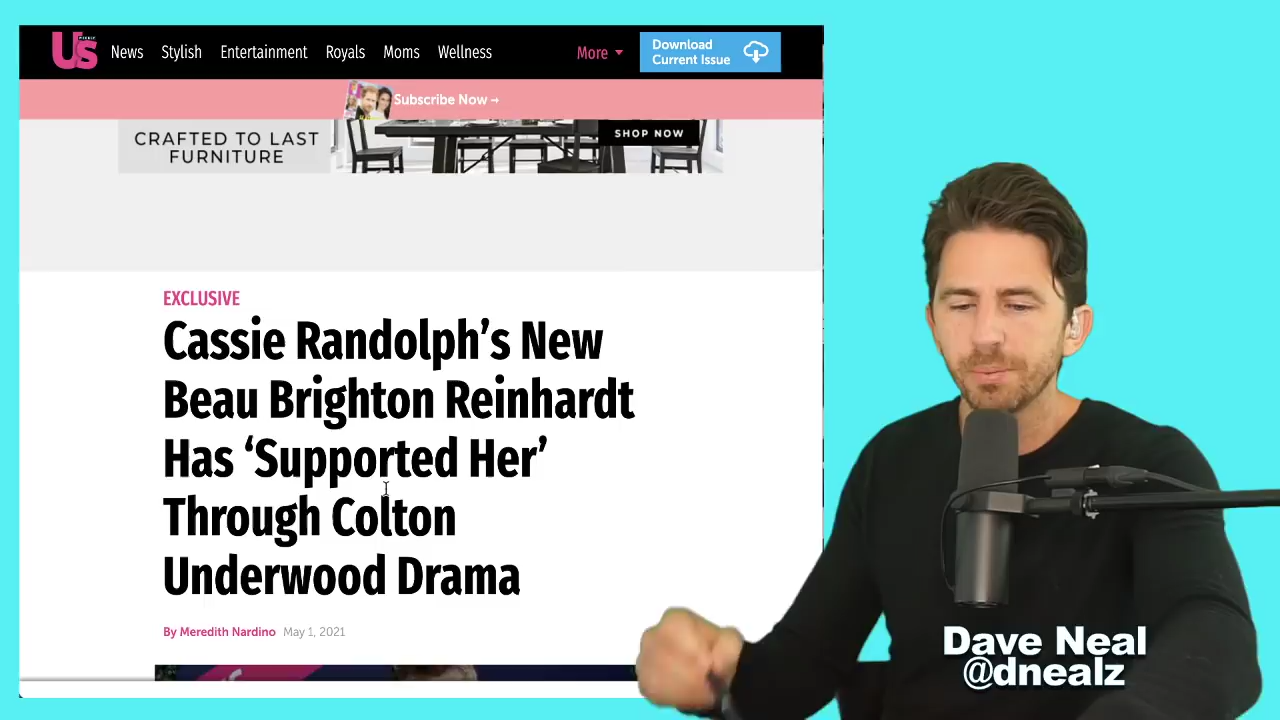 Us
WEEKLY
News Stylish Entertainment Royals Moms Wellness
More
Download
Current Issue
Subscribe Now →
CRAFTED TO LAST
FURNITURE
SHOP NOW
EXCLUSIVE
Cassie Randolph’s New
Beau Brighton Reinhardt
Has ‘Supported Her’
Through Colton
Underwood Drama
By Meredith Nardino May 1, 2021
Dave Neal
@dnealz